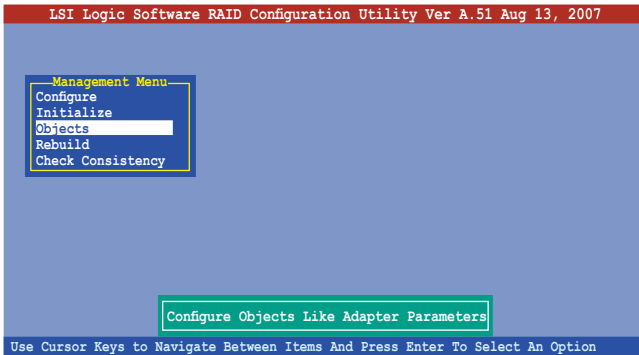 LSI Logic Software RAID Configuration Utility Ver A.51 Aug 13, 2007
Management Menu
Configure
Initialize
Objects
Rebuild
Check Consistency
Configure Objects Like Adapter Parameters
Use Cursor Keys to Navigate Between Items And Press Enter To Select An Option